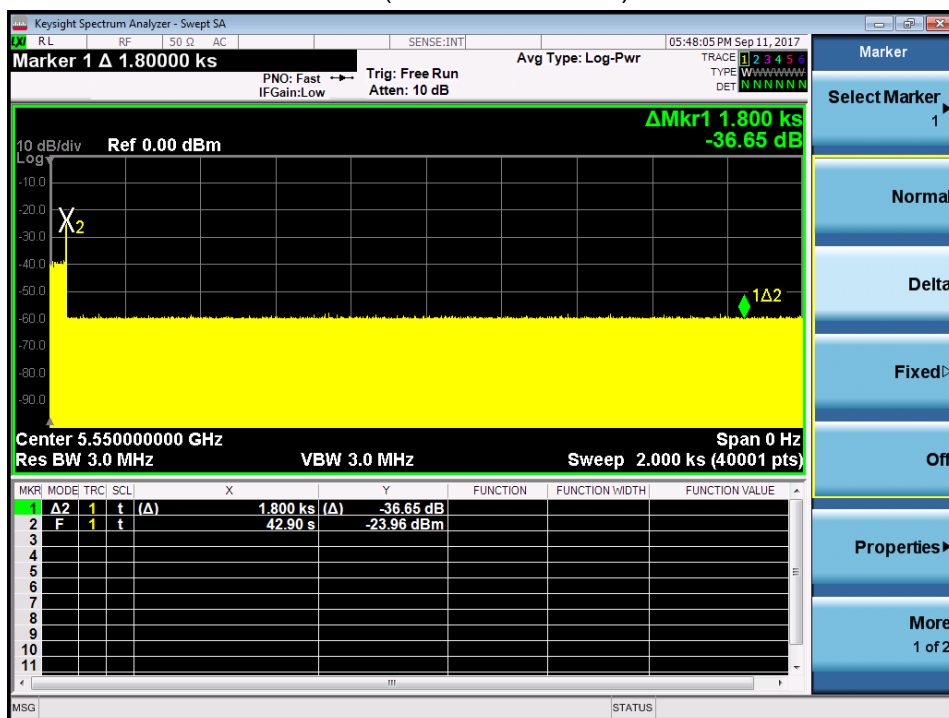 Keysight Spectrum Analyzer - Swept SA
LXI RL RF 50 Ω AC SENSE:INT 05:48:05 PM Sep 11, 2017
Marker 1 Δ 1.80000 ks
PNO: Fast
IFGain:Low
Trig: Free Run
Atten: 10 dB
Avg Type: Log-Pwr
TRACE 1 2 3 4 5 6
TYPE WWWWWW
DET N N N N N N
ΔMkr1 1.800 ks
-36.65 dB
10 dB/div Ref 0.00 dBm
Log
-10.0
-20.0
-30.0
-40.0
-50.0
-60.0
-70.0
-80.0
-90.0
2
1Δ2
Center 5.550000000 GHz Span 0 Hz
Res BW 3.0 MHz VBW 3.0 MHz Sweep 2.000 ks (40001 pts)
MKR MODE TRC SCL X Y FUNCTION FUNCTION WIDTH FUNCTION VALUE
1 Δ2 1 t (Δ) 1.800 ks (Δ) -36.65 dB
2 F 1 t 42.90 s -23.96 dBm
3
4
5
6
7
8
9
10
11
MSG STATUS
Marker
Select Marker
1
Normal
Delta
Fixed
Off
Properties
More
1 of 2